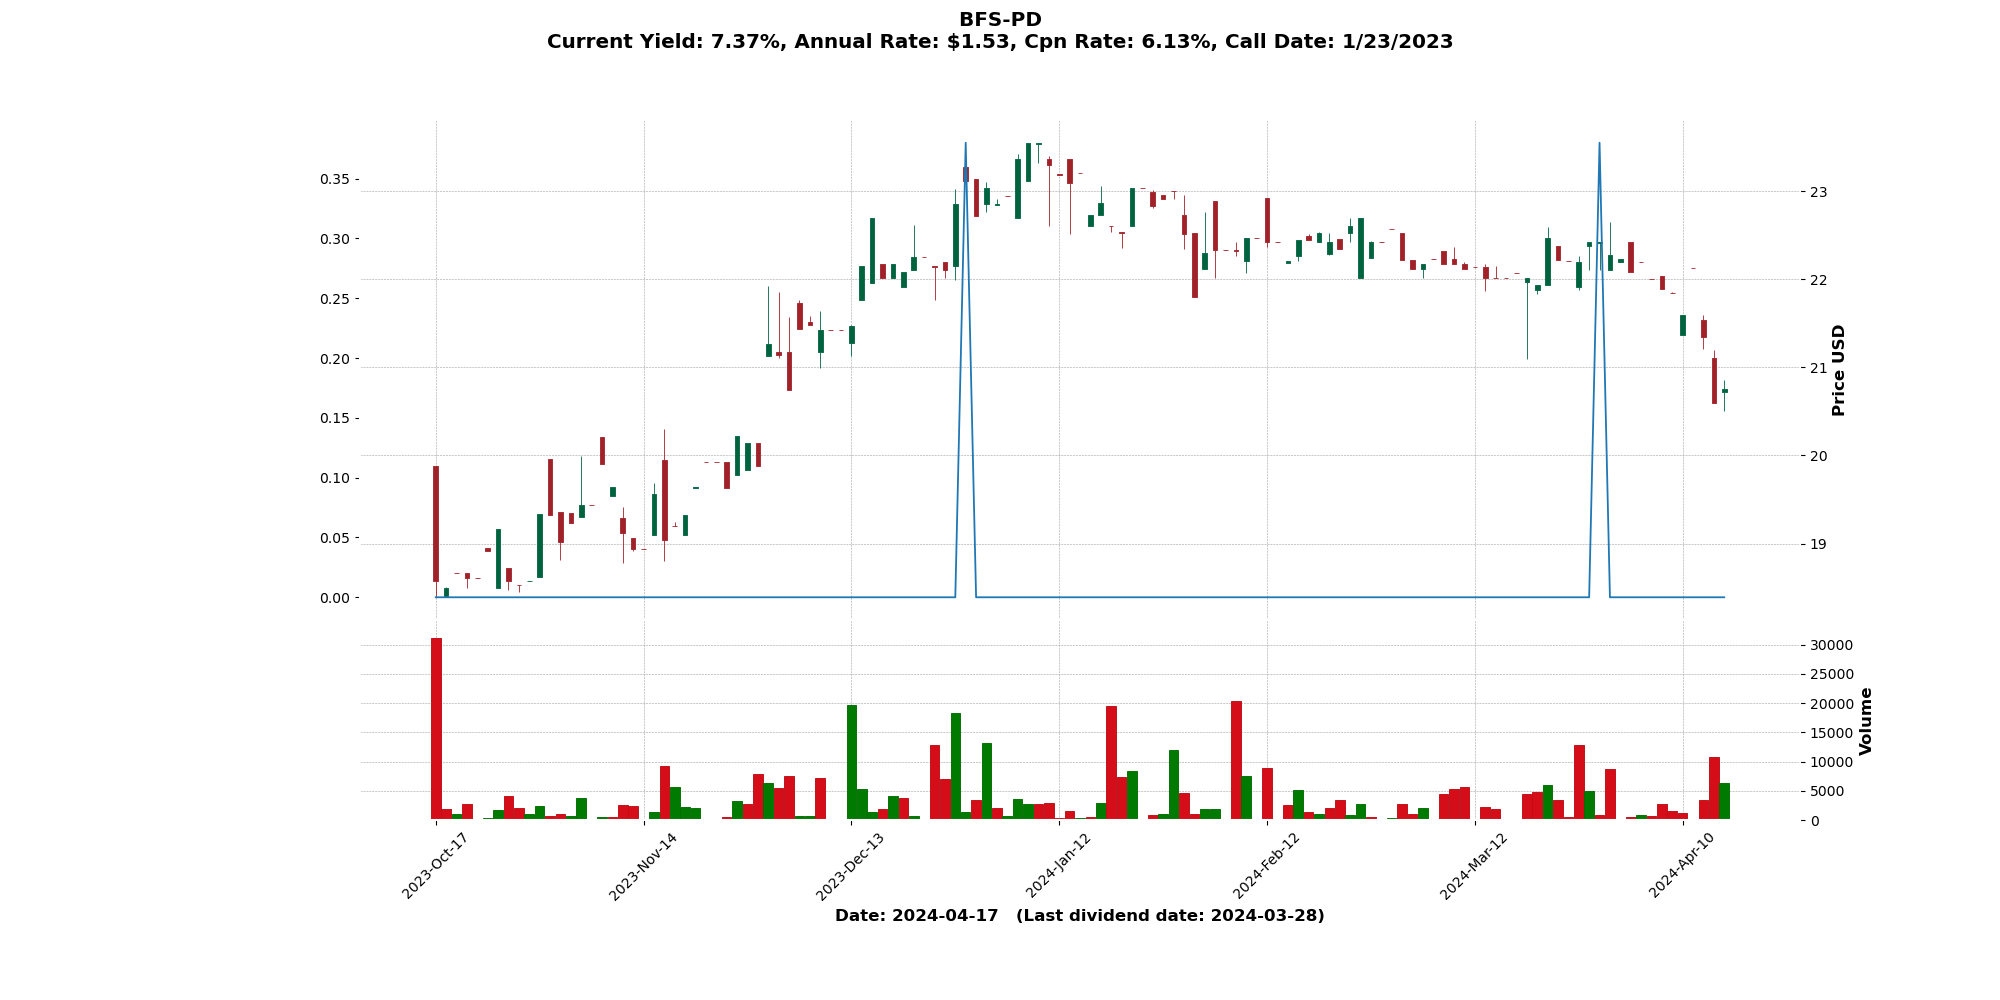 BFS-PD
Current Yield: 7.37%, Annual Rate: $1.53, Cpn Rate: 6.13%, Call Date: 1/23/2023
0.35
0.30
0.25
0.20
0.15
0.10
0.05
0.00
23
22
21
20
19
Price USD
30000
25000
20000
15000
10000
5000
0
Volume
2023-Oct-17
2023-Nov-14
2023-Dec-13
2024-Jan-12
2024-Feb-12
2024-Mar-12
2024-Apr-10
Date: 2024-04-17 (Last dividend date: 2024-03-28)